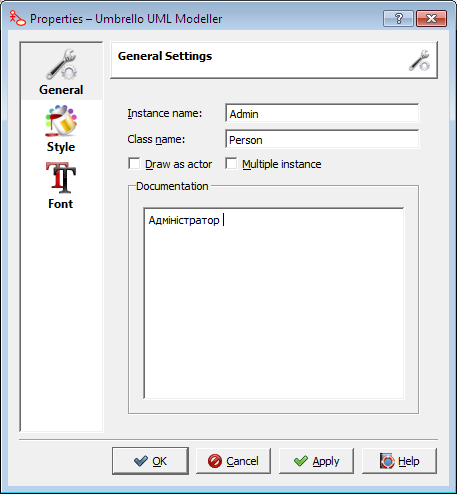 Properties – Umbrello UML Modeller
General
Style
Font
General Settings
Instance name: Admin
Class name: Person
Draw as actor Multiple instance
Documentation
Адміністратор
OK Cancel Apply Help